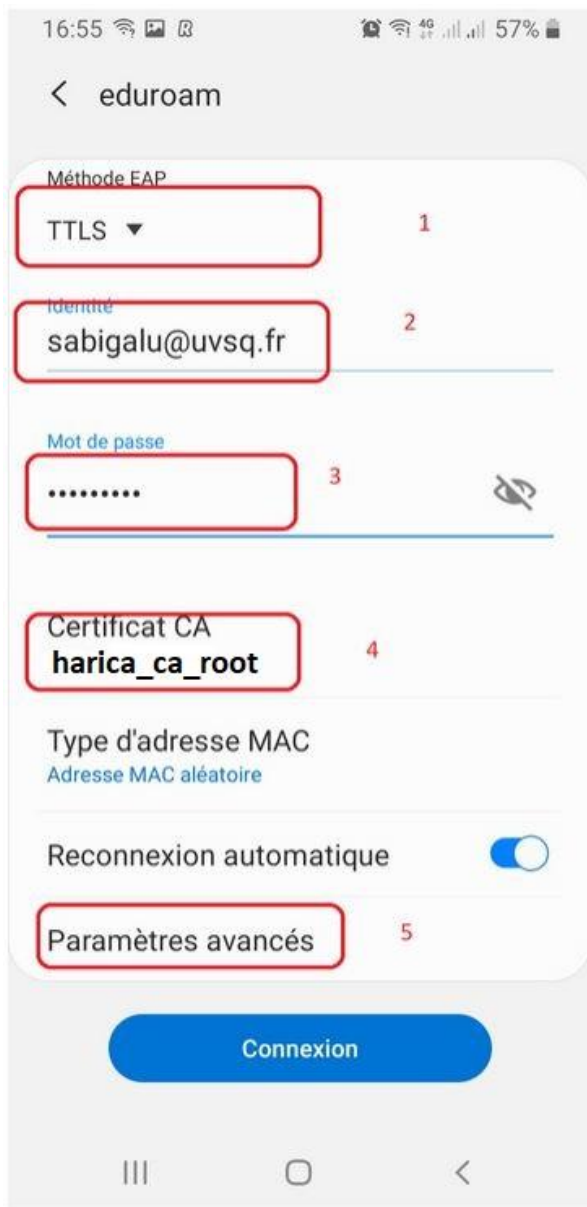 16:55 4G 57%
eduroam
Méthode EAP
TTLS 1
Identité
sabigalu@uvsq.fr 2
Mot de passe
••••••••• 3
Certificat CA
harica_ca_root 4
Type d'adresse MAC
Adresse MAC aléatoire
Reconnexion automatique
Paramètres avancés 5
Connexion